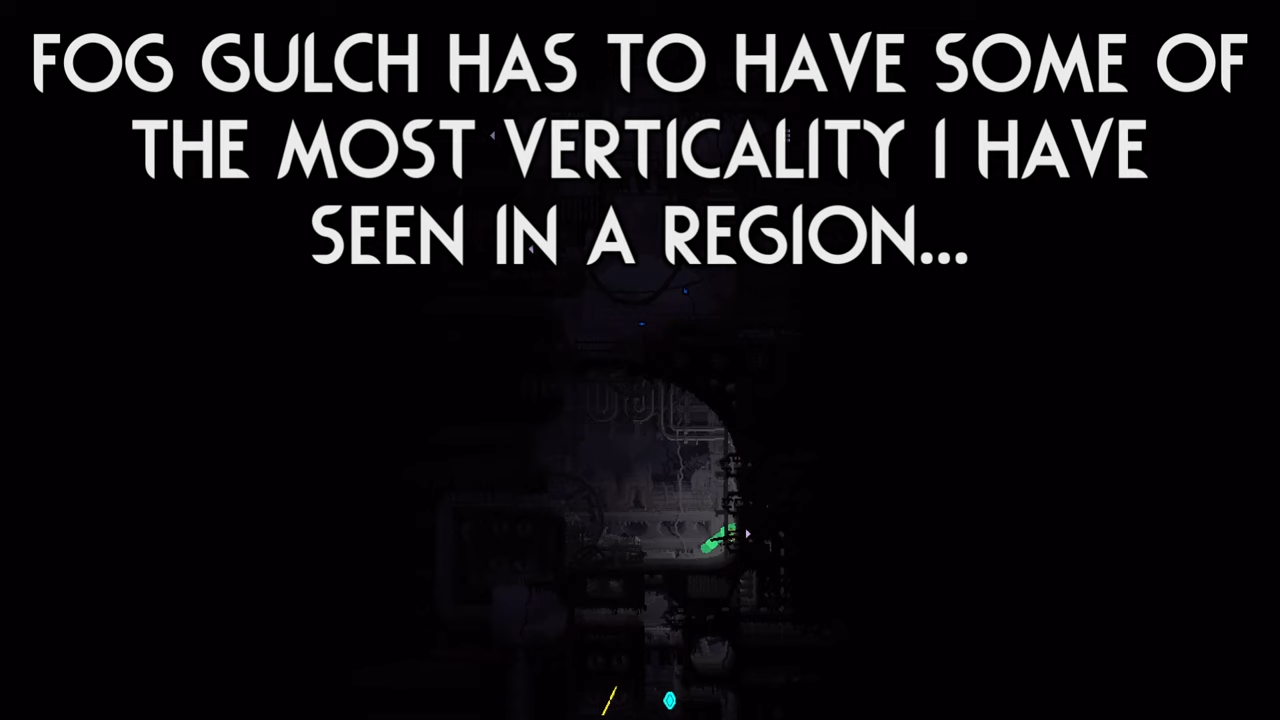 FOG GULCH HAS TO HAVE SOME OF
THE MOST VERTICALITY I HAVE
SEEN IN A REGION...